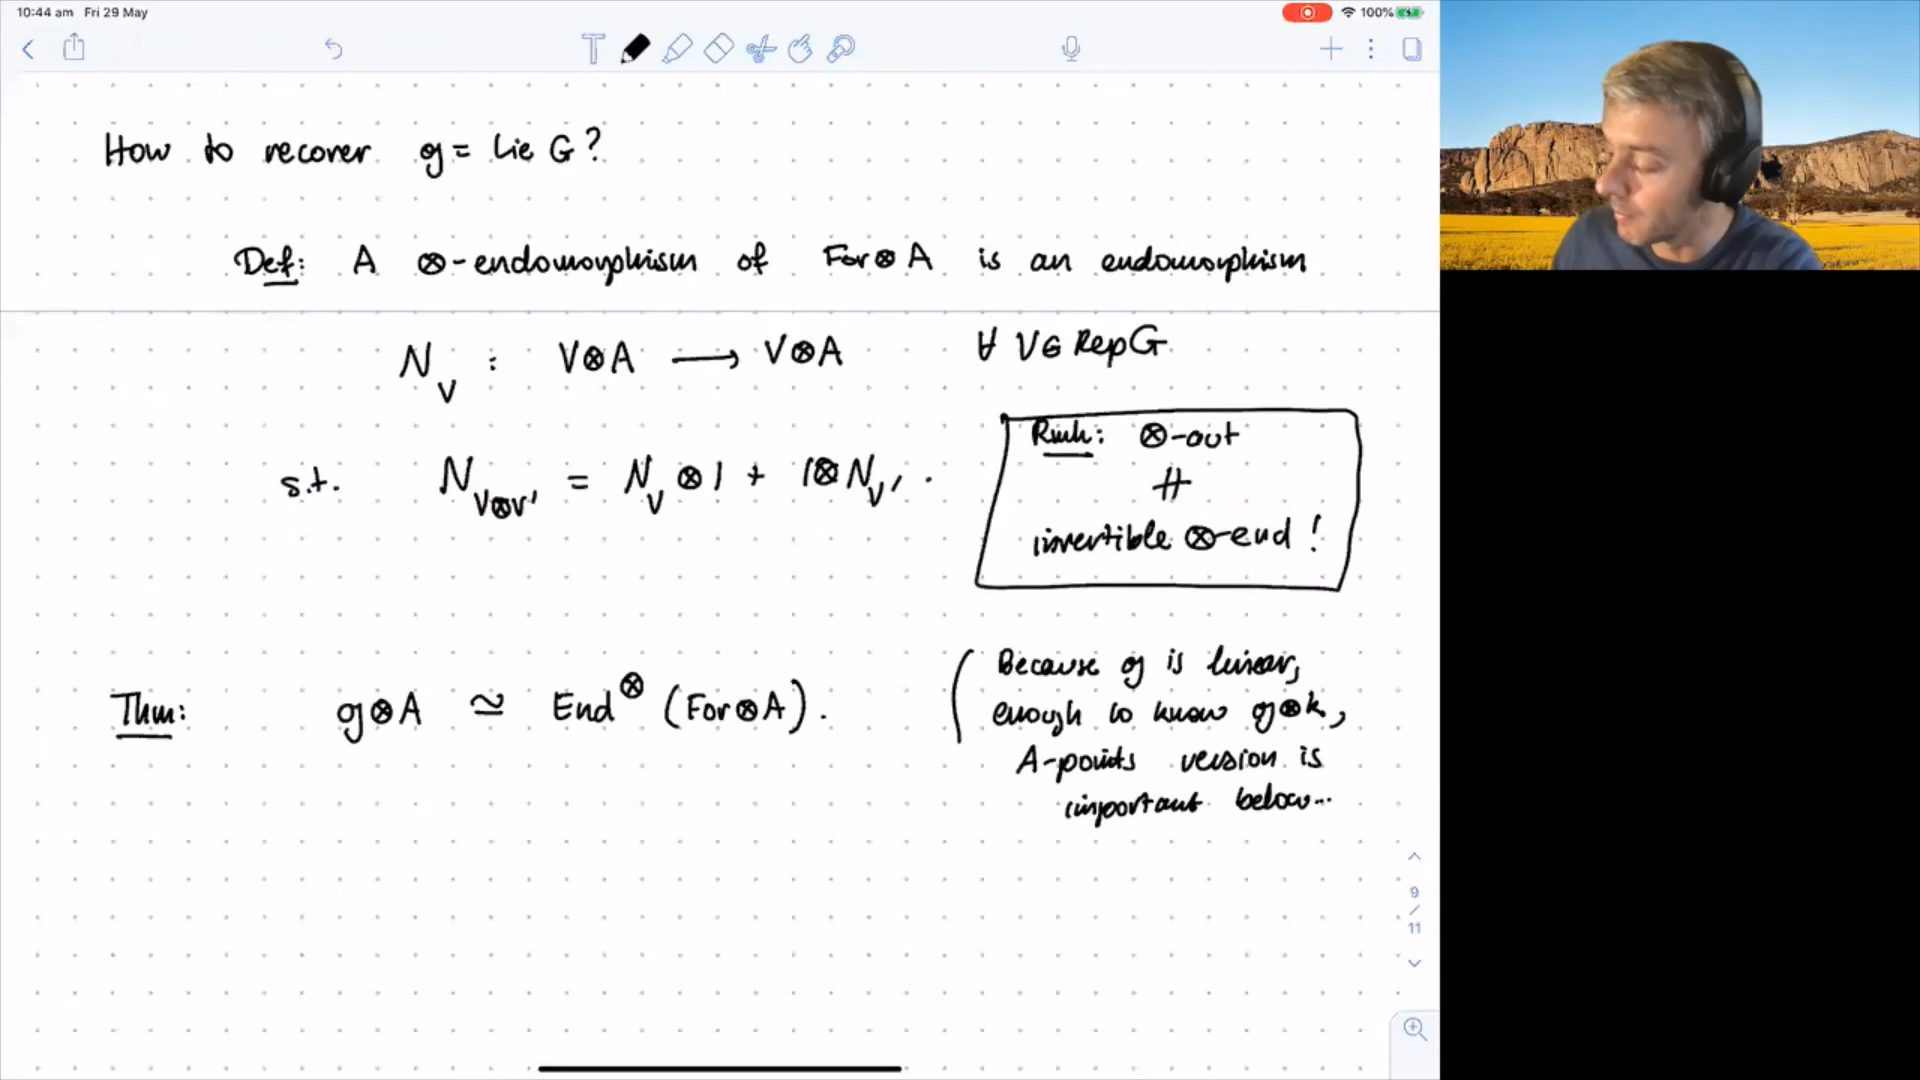 10:44 am Fri 29 May
100%
How to recover 𝔤 = Lie G?
Def: A ⊗-endomorphism of For⊗A is an endomorphism
N_V : V⊗A ⟶ V⊗A ∀ V∈ Rep G
s.t. N_{V⊗V'} = N_V ⊗ 1 + 1⊗N_{V'} .
Rmk: ⊗-aut
≠
invertible ⊗-end !
Thm: 𝔤⊗A ≃ End^⊗ (For⊗A).
( Because 𝔤 is linear,
enough to know 𝔤⊗k,
A-points version is
important below...
9
/
11